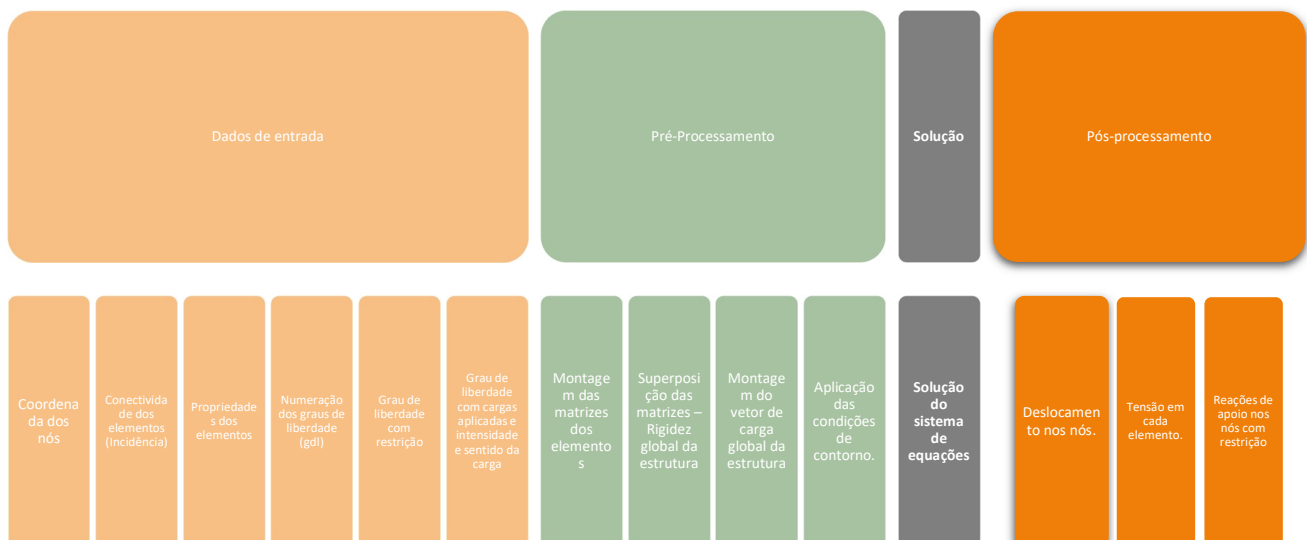 Dados de entrada
Pré-Processamento
Solução
Pós-processamento
Coordena
da dos
nós
Conectivida
de dos
elementos
(Incidência)
Propriedade
s dos
elementos
Numeração
dos graus de
liberdade
(gdl)
Grau de
liberdade
com
restrição
Grau de
liberdade
com cargas
aplicadas e
intensidade
e sentido da
carga
Montage
m das
matrizes
dos
elemento
s
Superposi
ção das
matrizes –
Rigidez
global da
estrutura
Montage
m do
vetor de
carga
global da
estrutura
Aplicação
das
condições
de
contorno.
Solução
do
sistema
de
equações
Deslocamen
to nos nós.
Tensão em
cada
elemento.
Reações de
apoio nos
nós com
restrição